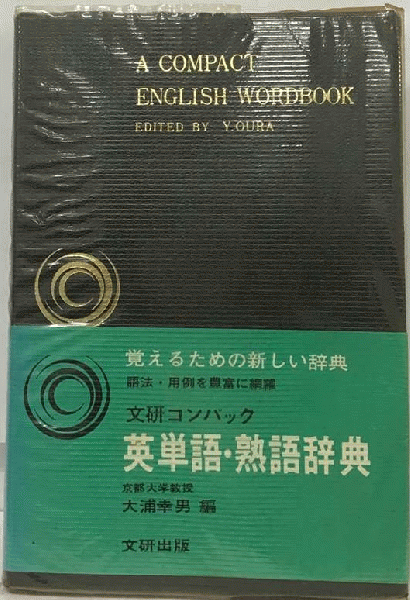 A COMPACT
ENGLISH WORDBOOK
EDITED BY Y.OURA
覚えるための新しい辞典
語法・用例を豊富に網羅
文研コンパック
英単語・熟語辞典
京都大学教授
大浦幸男 編
文研出版